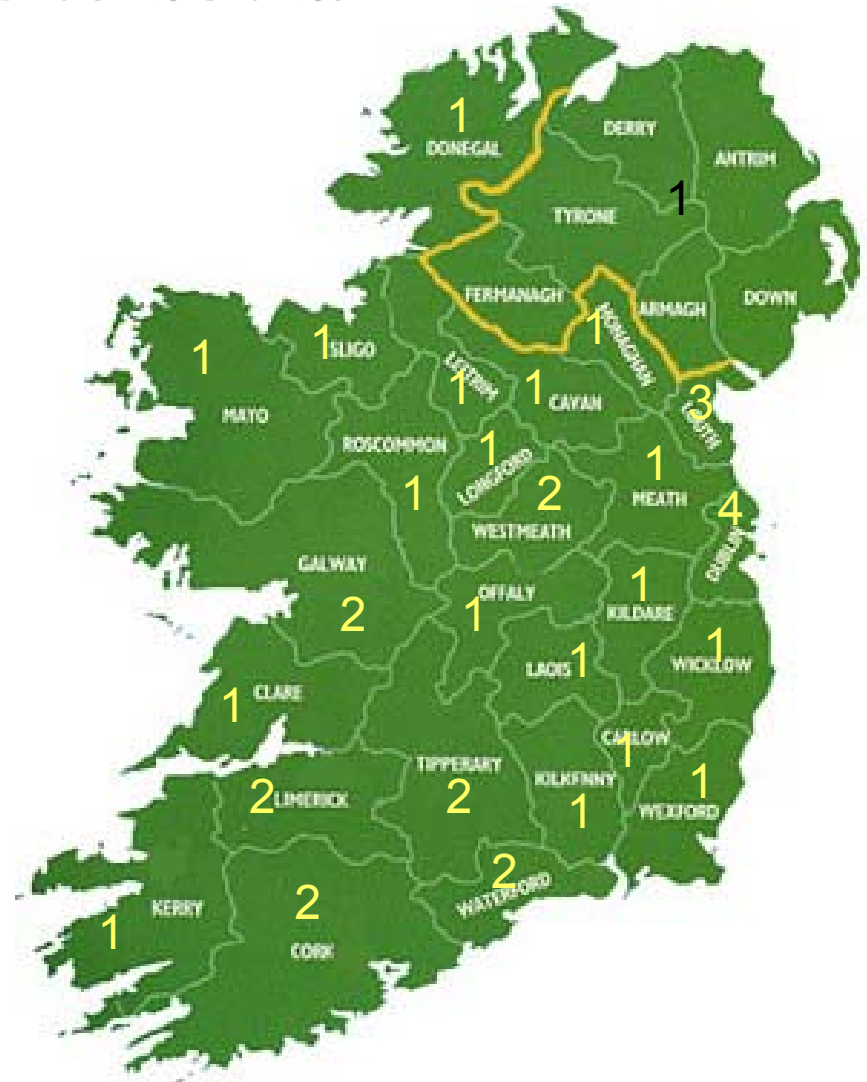 1
DONEGAL
DERRY
ANTRIM
1
TYRONE
FERMANAGH
ARMAGH
DOWN
1
MONAGHAN
1
MAYO
1
SLIGO
LEITRIM
1
1
CAVAN
3
LOUTH
ROSCOMMON
1
1
LONGFORD
2
WESTMEATH
1
MEATH
4
DUBLIN
GALWAY
2
OFFALY
1
1
KILDARE
LAOIS
1
WICKLOW
1
1
CLARE
TIPPERARY
2
KILKENNY
1
CARLOW
1
1
WEXFORD
2
LIMERICK
2
WATERFORD
KERRY
1
2
CORK